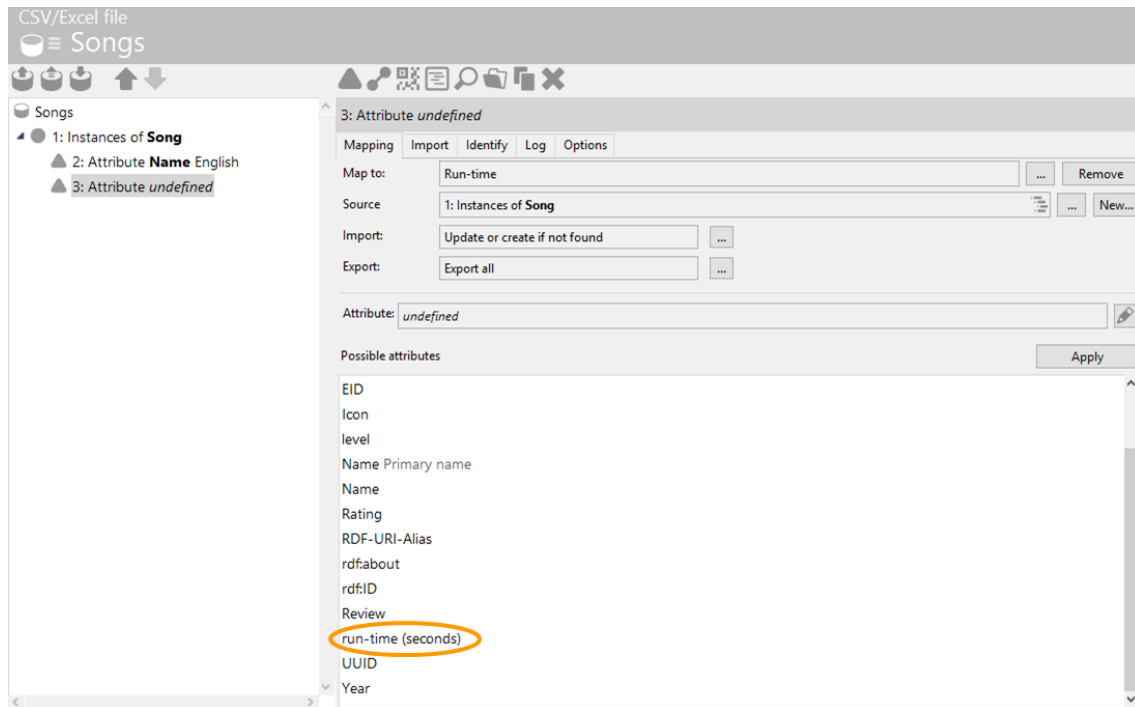 CSV/Excel file
Songs
Songs
1: Instances of Song
2: Attribute Name English
3: Attribute undefined
3: Attribute undefined
Mapping Import Identify Log Options
Map to: Run-time ... Remove
Source 1: Instances of Song ... New...
Import: Update or create if not found ...
Export: Export all ...
Attribute: undefined
Possible attributes Apply
EID
Icon
level
Name Primary name
Name
Rating
RDF-URI-Alias
rdf:about
rdf:ID
Review
run-time (seconds)
UUID
Year